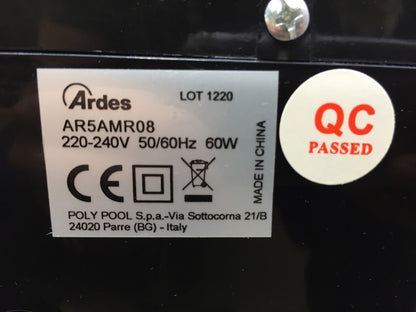 Ardes LOT 1220
AR5AMR08
220-240V 50/60Hz 60W
CE
MADE IN CHINA
POLY POOL S.p.a.-Via Sottocorna 21/B
24020 Parre (BG) - Italy
QC
PASSED